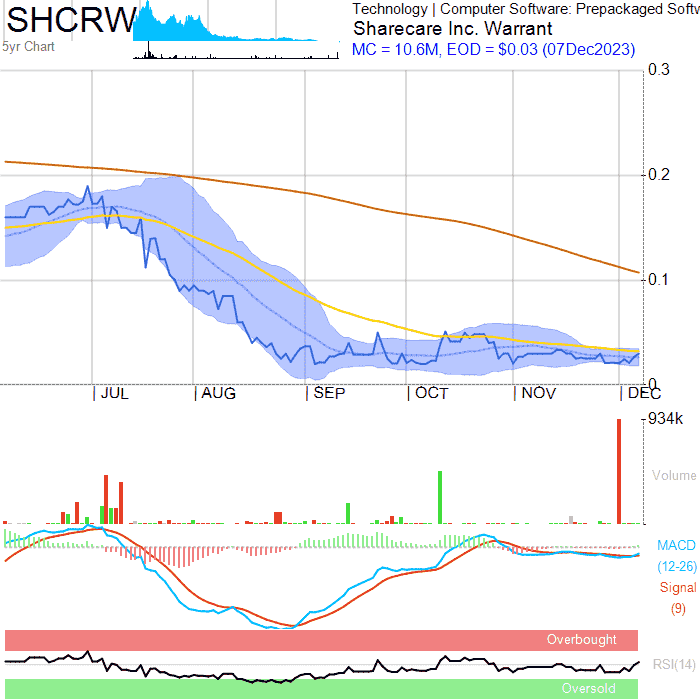 SHCRW
5yr Chart
Technology | Computer Software: Prepackaged Softw
Sharecare Inc. Warrant
MC = 10.6M, EOD = $0.03 (07Dec2023)
0.3
0.2
0.1
0
JUL
AUG
SEP
OCT
NOV
DEC
934k
Volume
MACD
(12-26)
Signal
(9)
Overbought
RSI(14)
Oversold